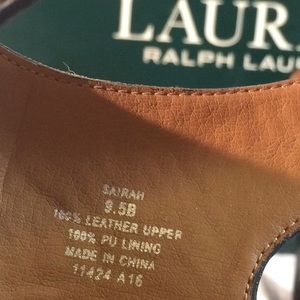 LAUR
RALPH LAU
SAIRAH
9.5B
100% LEATHER UPPER
100% PU LINING
MADE IN CHINA
11424 A16